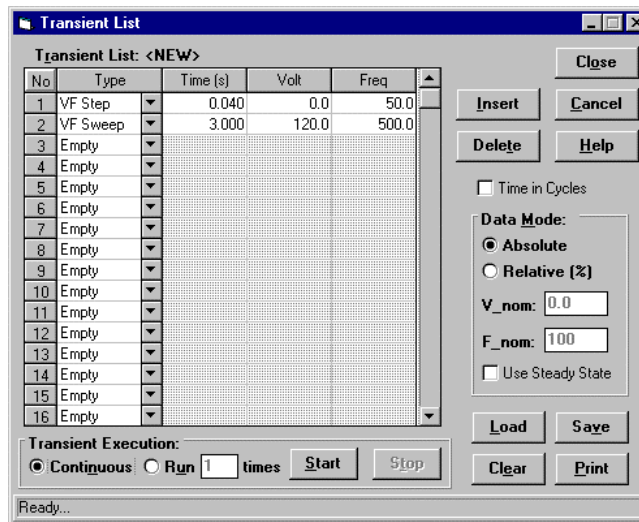 Transient List
Transient List: <NEW>
No Type Time (s) Volt Freq
1 VF Step 0.040 0.0 50.0
2 VF Sweep 3.000 120.0 500.0
3 Empty
4 Empty
5 Empty
6 Empty
7 Empty
8 Empty
9 Empty
10 Empty
11 Empty
12 Empty
13 Empty
14 Empty
15 Empty
16 Empty
Close
Insert Cancel
Delete Help
Time in Cycles
Data Mode:
Absolute
Relative (%)
V_nom: 0.0
F_nom: 100
Use Steady State
Load Save
Clear Print
Transient Execution:
Continuous Run 1 times Start Stop
Ready...